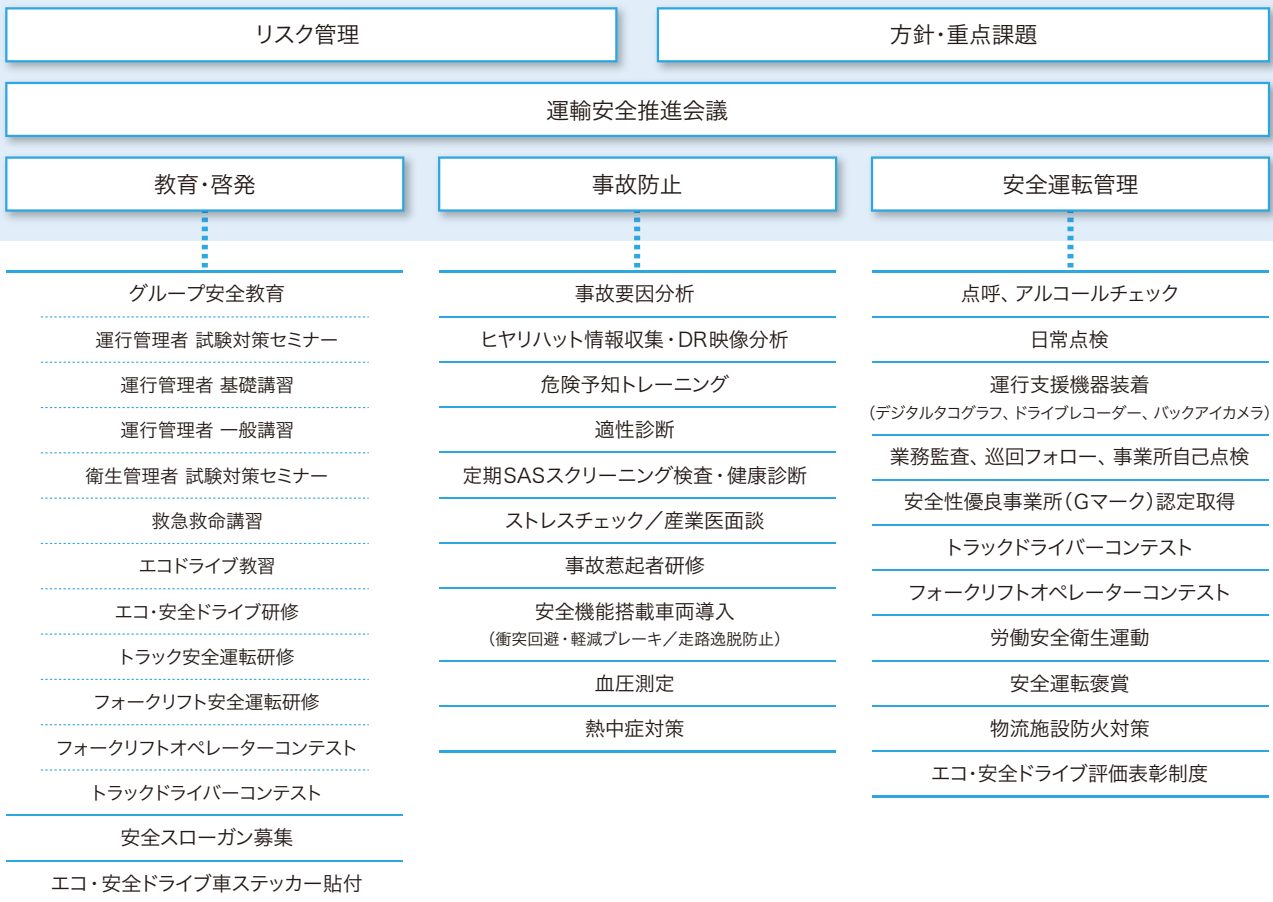 リスク管理
方針・重点課題
運輸安全推進会議
教育・啓発
事故防止
安全運転管理
グループ安全教育
運行管理者 試験対策セミナー
運行管理者 基礎講習
運行管理者 一般講習
衛生管理者 試験対策セミナー
救急救命講習
エコドライブ教習
エコ・安全ドライブ研修
トラック安全運転研修
フォークリフト安全運転研修
フォークリフトオペレーターコンテスト
トラックドライバーコンテスト
安全スローガン募集
エコ・安全ドライブ車ステッカー貼付
事故要因分析
ヒヤリハット情報収集・DR映像分析
危険予知トレーニング
適性診断
定期SASスクリーニング検査・健康診断
ストレスチェック／産業医面談
事故惹起者研修
安全機能搭載車両導入
（衝突回避・軽減ブレーキ／走路逸脱防止）
血圧測定
熱中症対策
点呼、アルコールチェック
日常点検
運行支援機器装着
（デジタルタコグラフ、ドライブレコーダー、バックアイカメラ）
業務監査、巡回フォロー、事業所自己点検
安全性優良事業所（Gマーク）認定取得
トラックドライバーコンテスト
フォークリフトオペレーターコンテスト
労働安全衛生運動
安全運転褒賞
物流施設防火対策
エコ・安全ドライブ評価表彰制度